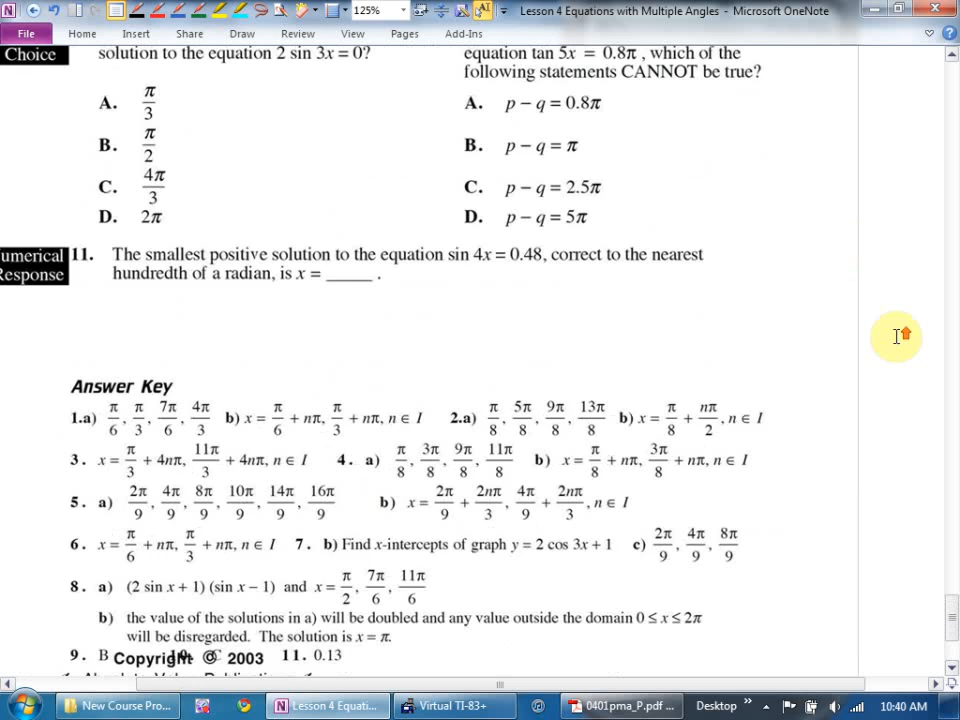 125%
Lesson 4 Equations with Multiple Angles - Microsoft OneNote
File Home Insert Share Draw Review View Pages Add-Ins
Choice
solution to the equation 2 sin 3x = 0?
A. π/3
B. π/2
C. 4π/3
D. 2π
equation tan 5x = 0.8π , which of the
following statements CANNOT be true?
A. p − q = 0.8π
B. p − q = π
C. p − q = 2.5π
D. p − q = 5π
umerical
Response
11. The smallest positive solution to the equation sin 4x = 0.48, correct to the nearest
hundredth of a radian, is x = _____ .
Answer Key
1.a) π/6, π/3, 7π/6, 4π/3 b) x = π/6 + nπ, π/3 + nπ, n ∈ I 2.a) π/8, 5π/8, 9π/8, 13π/8 b) x = π/8 + nπ/2, n ∈ I
3. x = π/3 + 4nπ, 11π/3 + 4nπ, n ∈ I 4. a) π/8, 3π/8, 9π/8, 11π/8 b) x = π/8 + nπ, 3π/8 + nπ, n ∈ I
5. a) 2π/9, 4π/9, 8π/9, 10π/9, 14π/9, 16π/9 b) x = 2π/9 + 2nπ/3, 4π/9 + 2nπ/3, n ∈ I
6. x = π/6 + nπ, π/3 + nπ, n ∈ I 7. b) Find x-intercepts of graph y = 2 cos 3x + 1 c) 2π/9, 4π/9, 8π/9
8. a) (2 sin x + 1) (sin x − 1) and x = π/2, 7π/6, 11π/6
b) the value of the solutions in a) will be doubled and any value outside the domain 0 ≤ x ≤ 2π
will be disregarded. The solution is x = π.
9. B C 11. 0.13
Copyright © 2003
New Course Pro... Lesson 4 Equati... Virtual TI-83+ 0401pma_P.pdf ... Desktop 10:40 AM